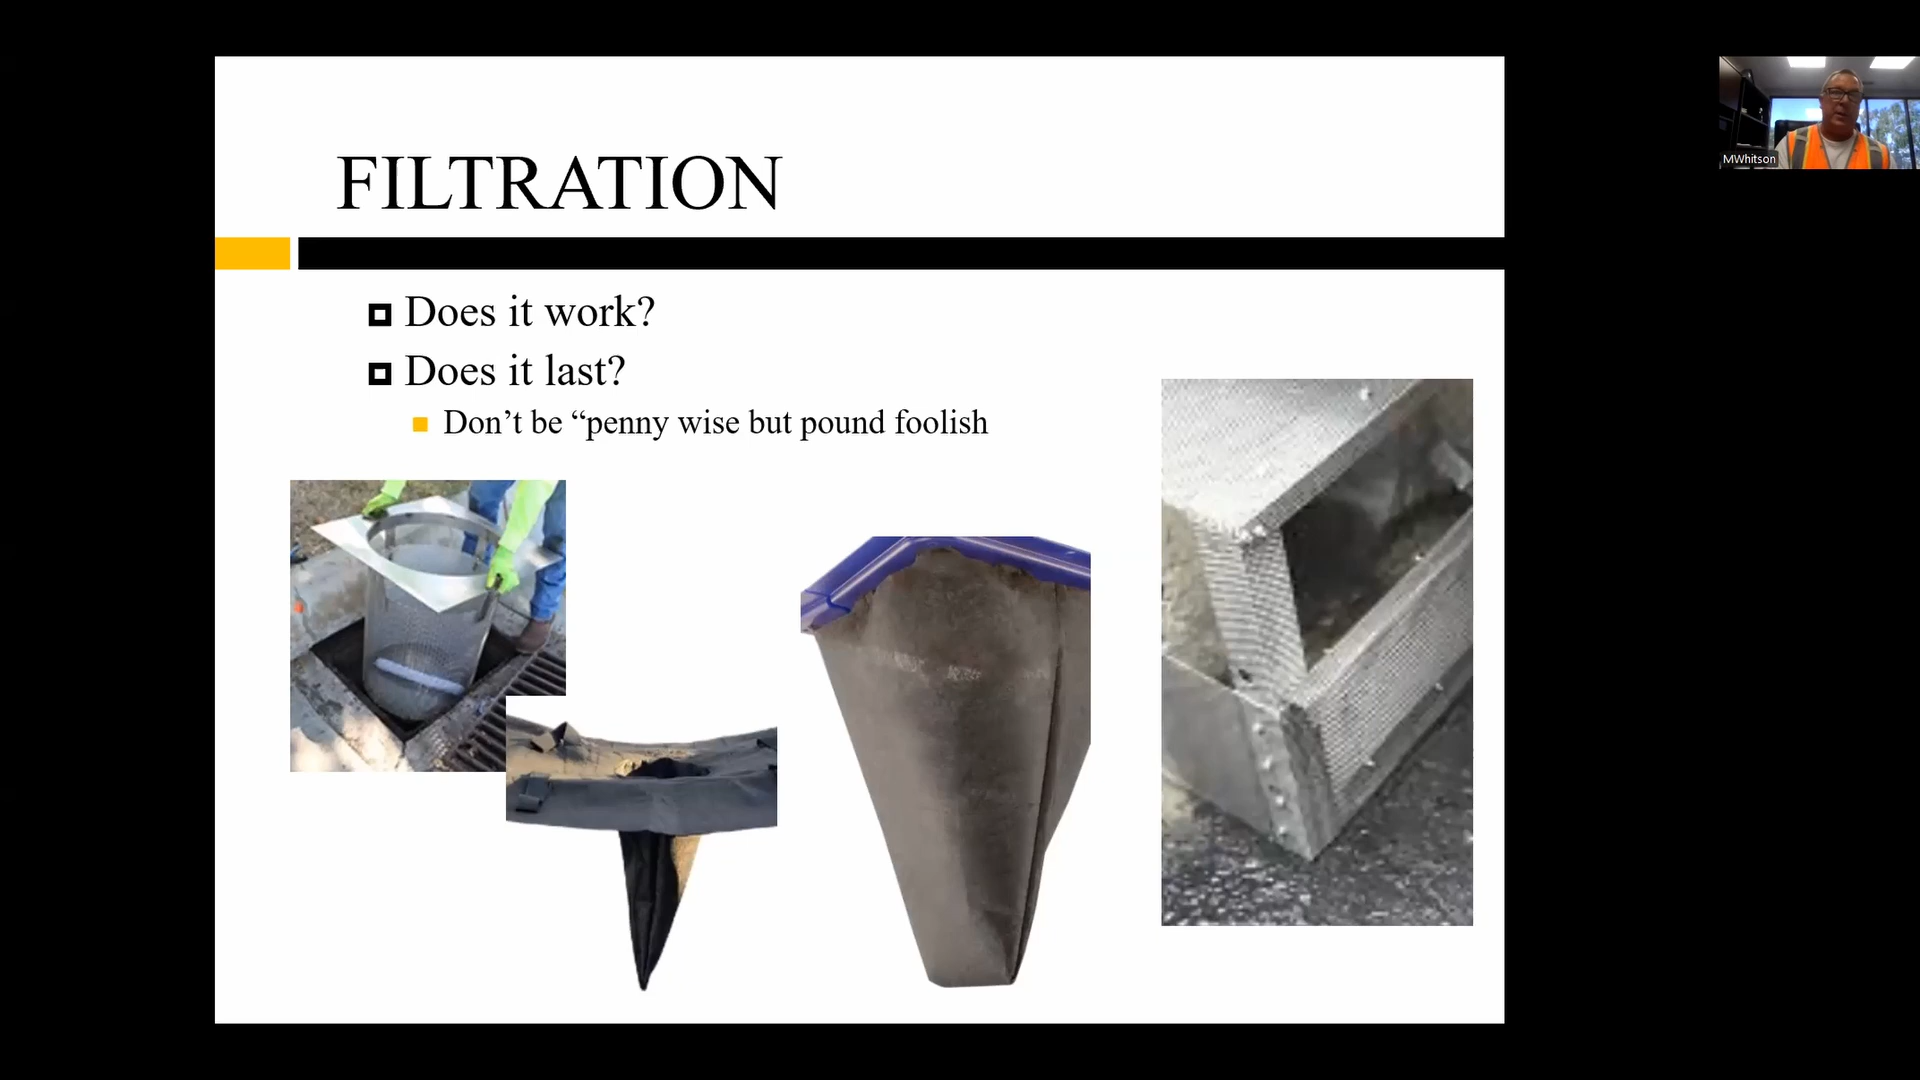 FILTRATION
Does it work?
Does it last?
Don’t be “penny wise but pound foolish
MWhitson